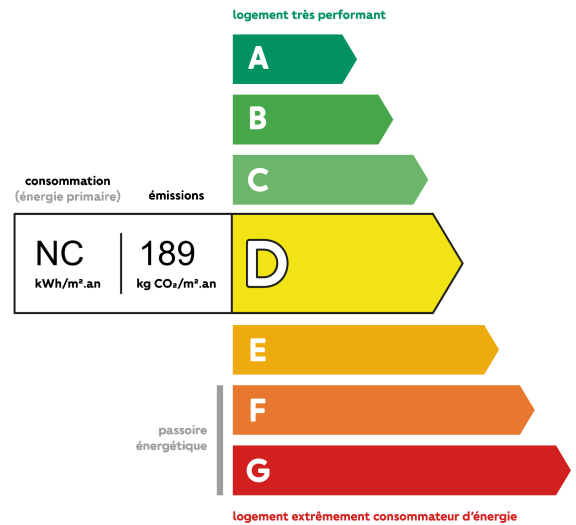 logement très performant
A
B
C
consommation
(énergie primaire)
émissions
NC
189
kWh/m².an
kg CO₂/m².an
D
E
F
passoire
énergétique
G
logement extrêmement consommateur d'énergie